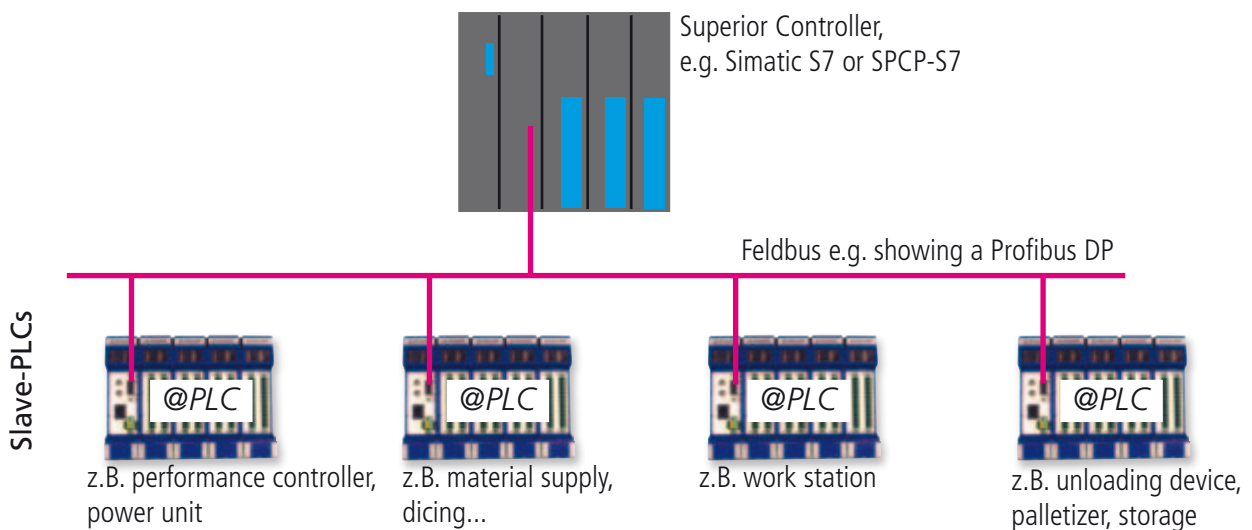 Superior Controller,
e.g. Simatic S7 or SPCP-S7
Feldbus e.g. showing a Profibus DP
Slave-PLCs
@PLC
@PLC
@PLC
@PLC
z.B. performance controller,
power unit
z.B. material supply,
dicing...
z.B. work station
z.B. unloading device,
palletizer, storage